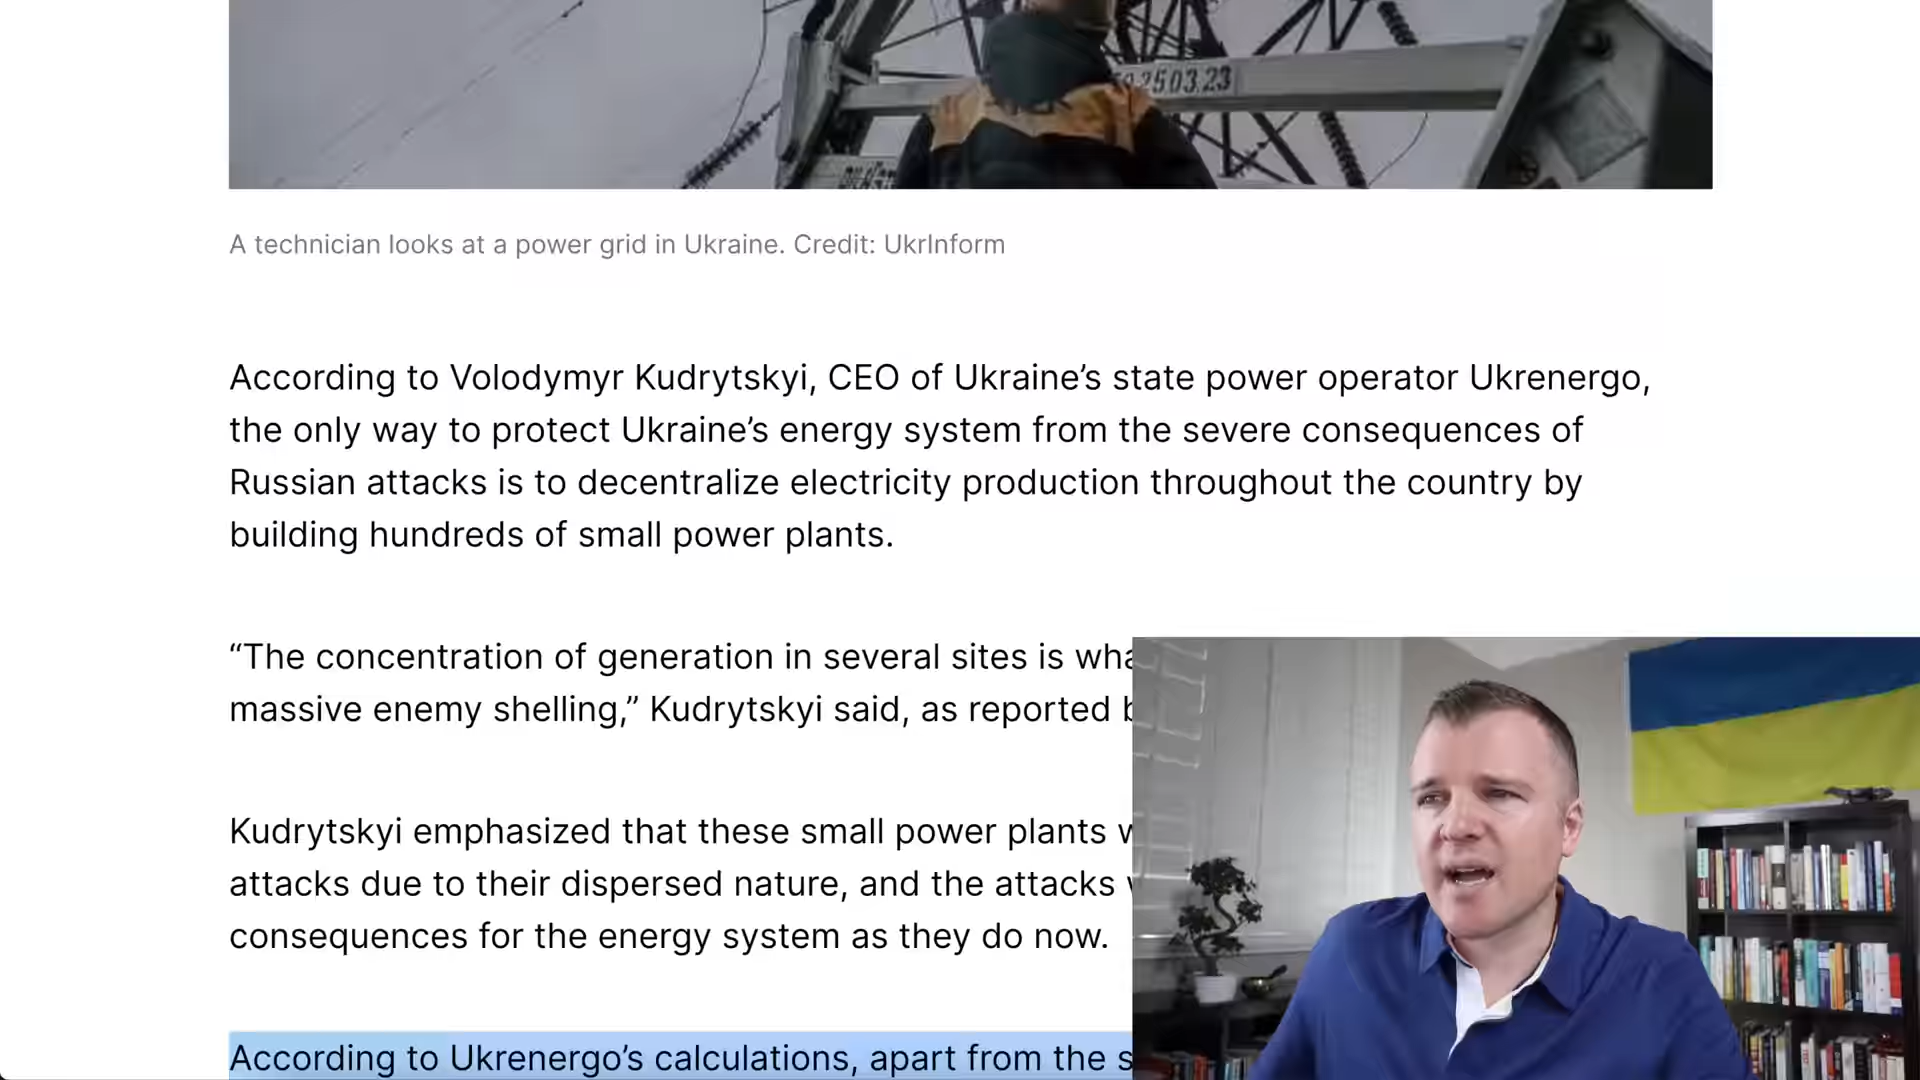 25.03.23
A technician looks at a power grid in Ukraine. Credit: UkrInform
According to Volodymyr Kudrytskyi, CEO of Ukraine’s state power operator Ukrenergo,
the only way to protect Ukraine’s energy system from the severe consequences of
Russian attacks is to decentralize electricity production throughout the country by
building hundreds of small power plants.
“The concentration of generation in several sites is
massive enemy shelling,” Kudrytskyi said, as reported
Kudrytskyi emphasized that these small power plants
attacks due to their dispersed nature, and the attacks
consequences for the energy system as they do now.
According to Ukrenergo’s calculations, apart from the